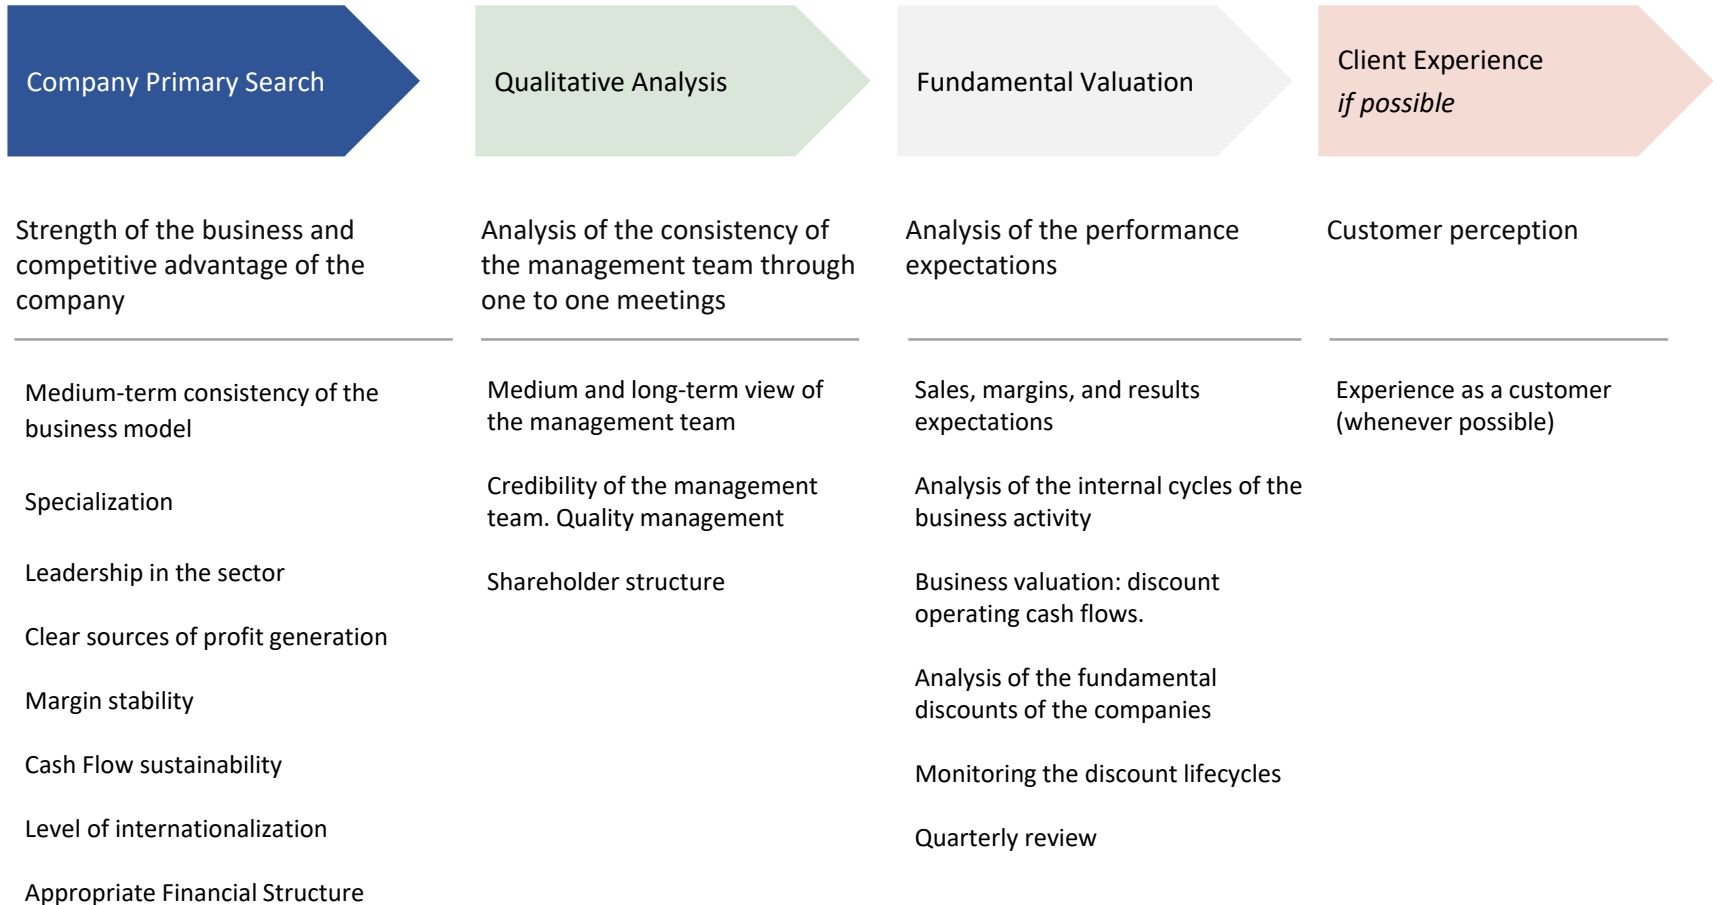 Company Primary Search
Strength of the business and
competitive advantage of the
company
Medium-term consistency of the
business model
Specialization
Leadership in the sector
Clear sources of profit generation
Margin stability
Cash Flow sustainability
Level of internationalization
Appropriate Financial Structure
Qualitative Analysis
Analysis of the consistency of
the management team through
one to one meetings
Medium and long-term view of
the management team
Credibility of the management
team. Quality management
Shareholder structure
Fundamental Valuation
Analysis of the performance
expectations
Sales, margins, and results
expectations
Analysis of the internal cycles of the
business activity
Business valuation: discount
operating cash flows.
Analysis of the fundamental
discounts of the companies
Monitoring the discount lifecycles
Quarterly review
Client Experience
if possible
Customer perception
Experience as a customer
(whenever possible)